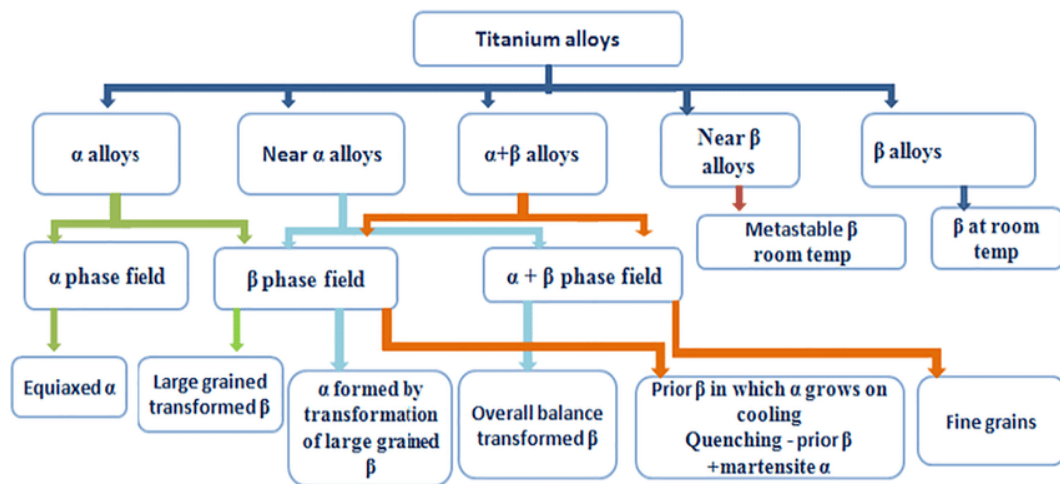 Titanium alloys
α alloys
Near α alloys
α+β alloys
Near β
alloys
β alloys
Metastable β
room temp
β at room
temp
α phase field
β phase field
α + β phase field
Equiaxed α
Large grained
transformed β
α formed by
transformation
of large grained
β
Overall balance
transformed β
Prior β in which α grows on
cooling
Quenching - prior β
+martensite α
Fine grains